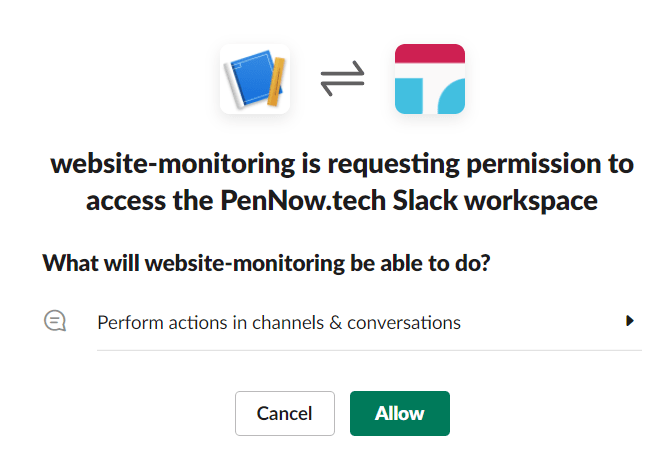 website-monitoring is requesting permission to
access the PenNow.tech Slack workspace
What will website-monitoring be able to do?
Perform actions in channels & conversations
Cancel
Allow